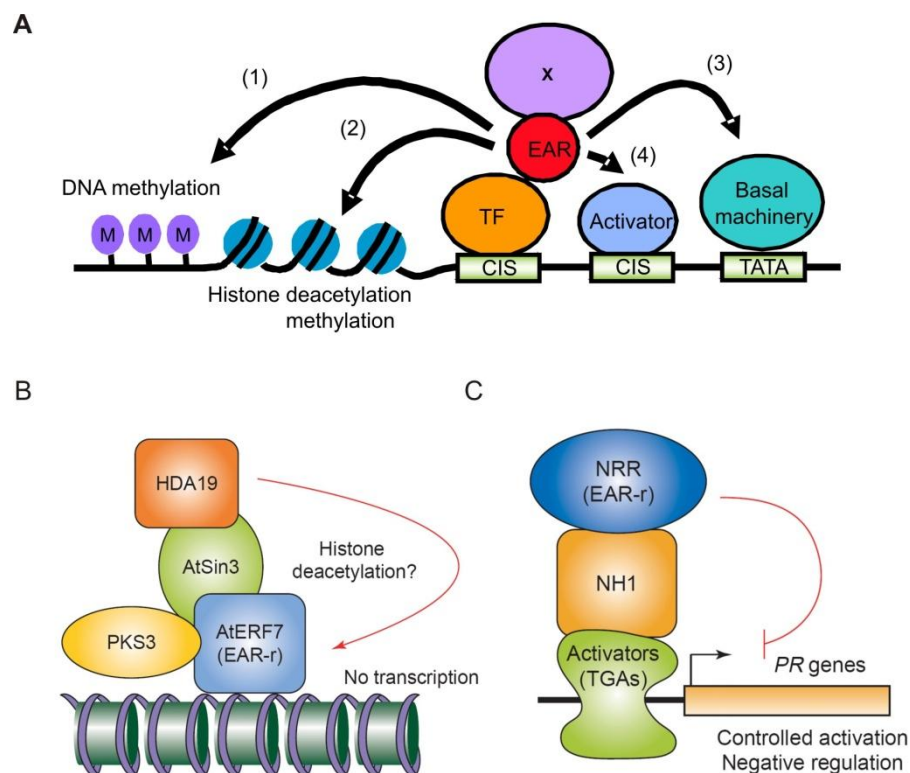 A
X
(1)
(3)
(2)
EAR
(4)
DNA methylation
TF
Activator
Basal
machinery
M M M
CIS
CIS
TATA
Histone deacetylation
methylation
B
HDA19
AtSin3
Histone
deacetylation?
PKS3
AtERF7
(EAR-r)
No transcription
C
NRR
(EAR-r)
NH1
Activators
(TGAs)
PR genes
Controlled activation
Negative regulation